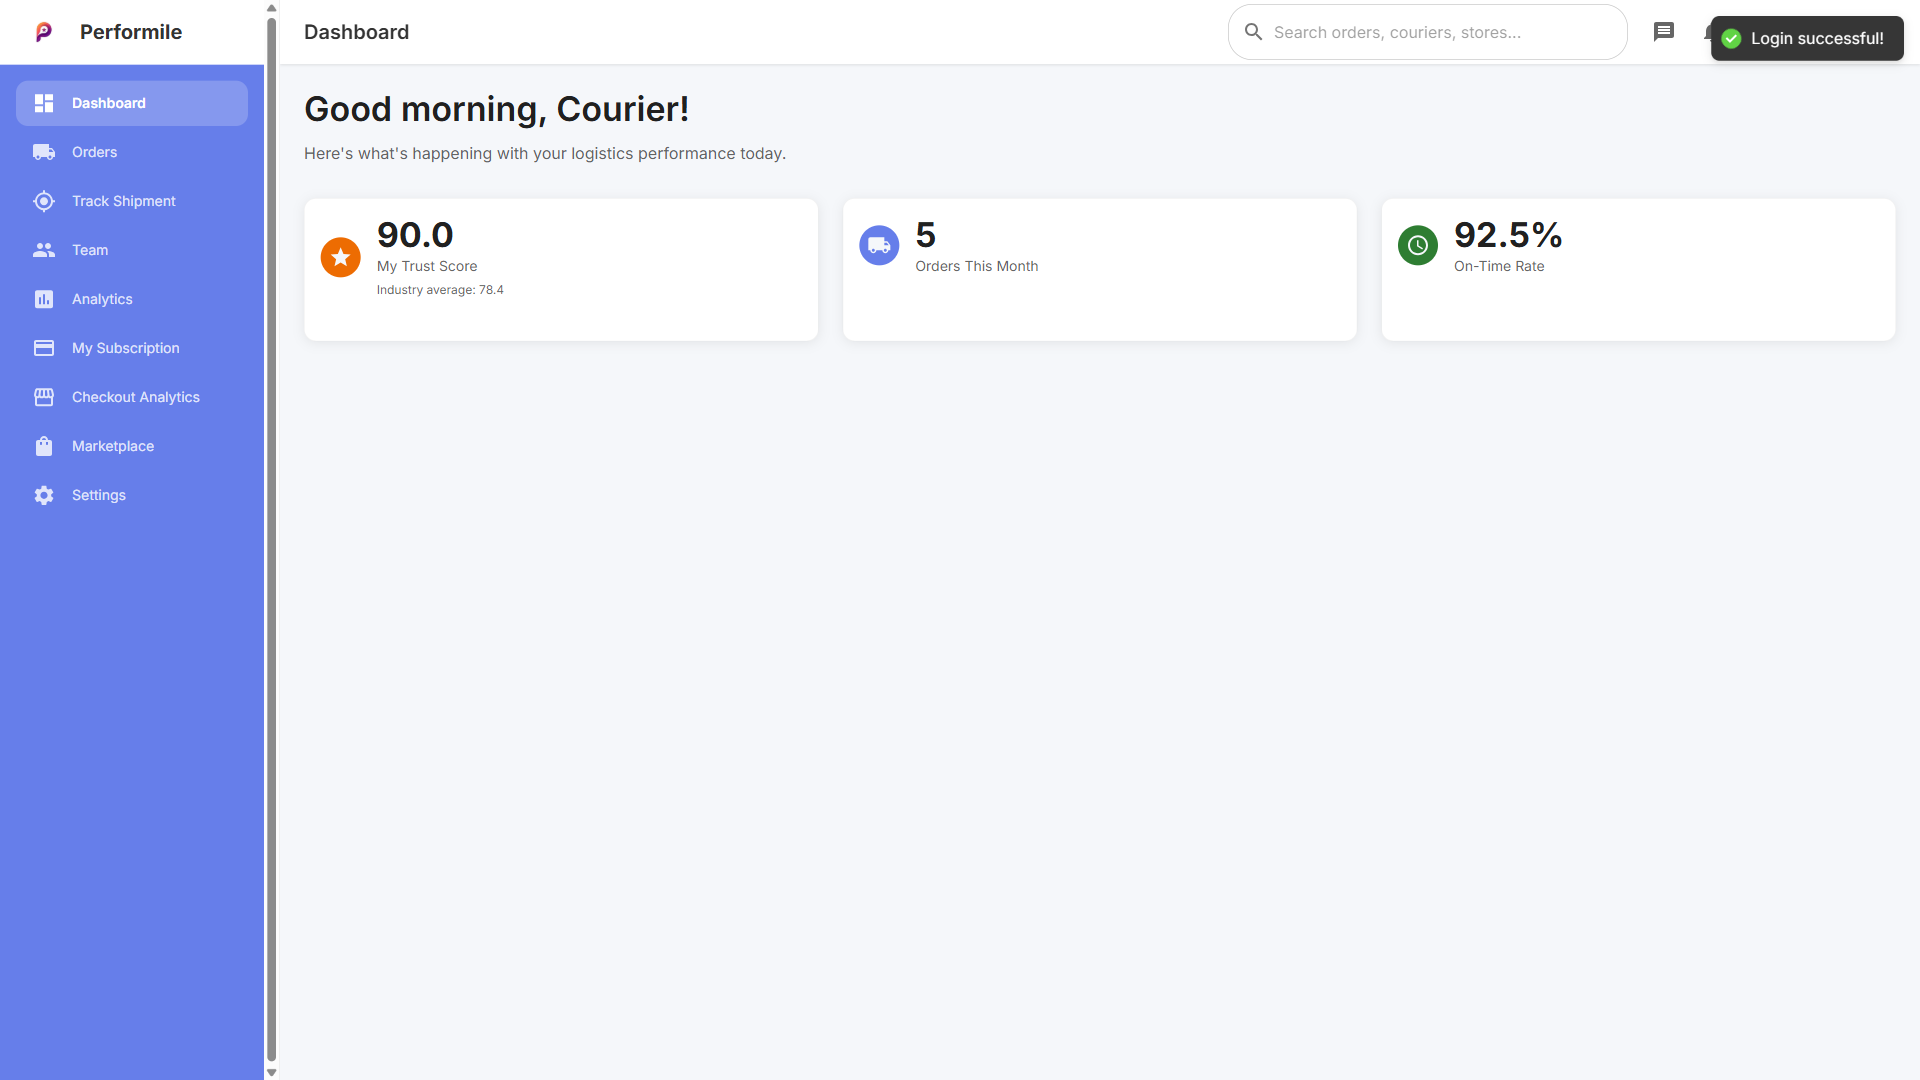 Performile
Dashboard
Search orders, couriers, stores...
Login successful!
Dashboard
Orders
Track Shipment
Team
Analytics
My Subscription
Checkout Analytics
Marketplace
Settings
Good morning, Courier!
Here's what's happening with your logistics performance today.
90.0
My Trust Score
Industry average: 78.4
5
Orders This Month
92.5%
On-Time Rate